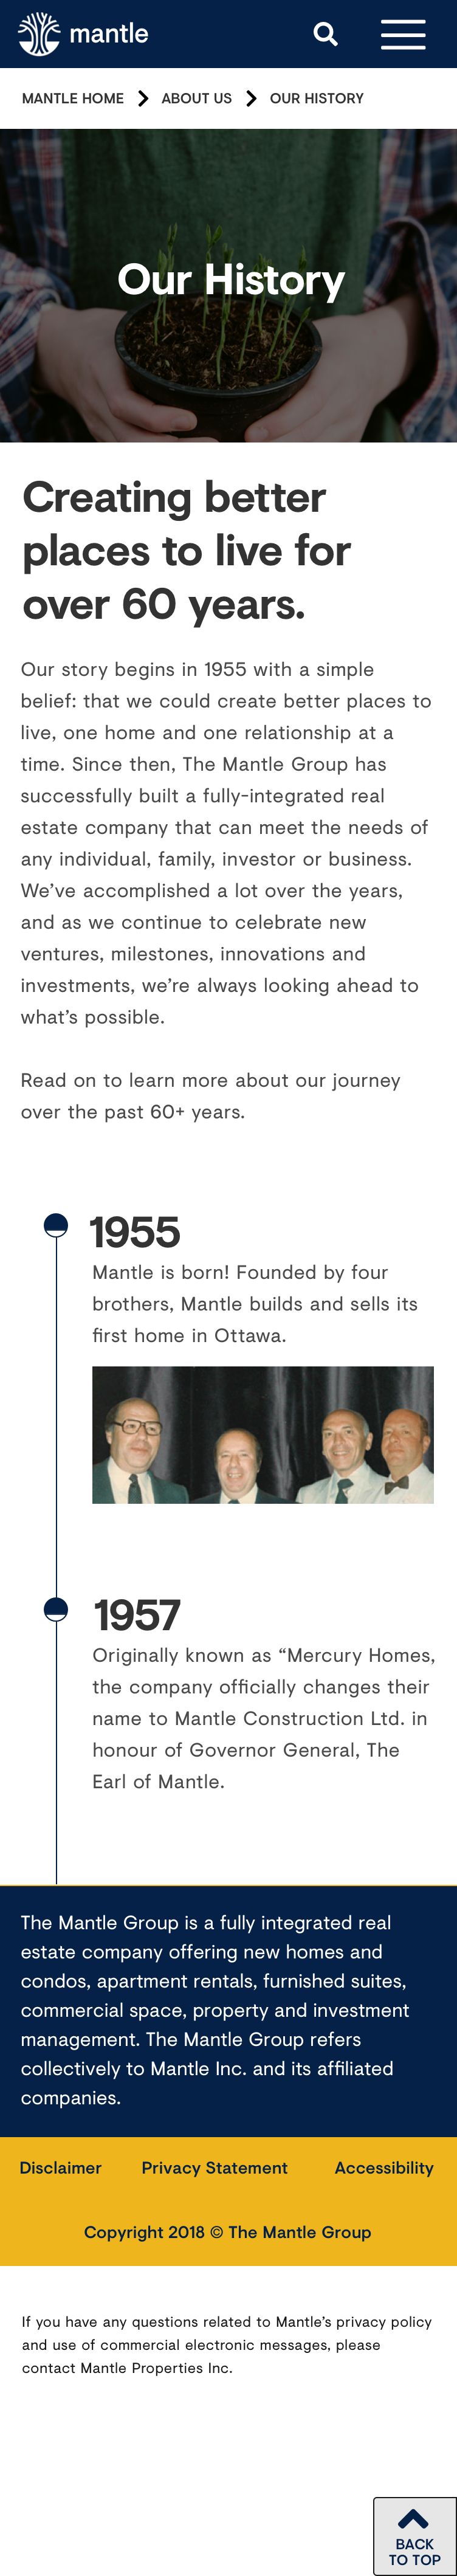 mantle
MANTLE HOME ABOUT US OUR HISTORY
Our History
Creating better
places to live for
over 60 years.
Our story begins in 1955 with a simple
belief: that we could create better places to
live, one home and one relationship at a
time. Since then, The Mantle Group has
successfully built a fully-integrated real
estate company that can meet the needs of
any individual, family, investor or business.
We’ve accomplished a lot over the years,
and as we continue to celebrate new
ventures, milestones, innovations and
investments, we’re always looking ahead to
what’s possible.
Read on to learn more about our journey
over the past 60+ years.
1955
Mantle is born! Founded by four
brothers, Mantle builds and sells its
first home in Ottawa.
1957
Originally known as “Mercury Homes,
the company officially changes their
name to Mantle Construction Ltd. in
honour of Governor General, The
Earl of Mantle.
The Mantle Group is a fully integrated real
estate company offering new homes and
condos, apartment rentals, furnished suites,
commercial space, property and investment
management. The Mantle Group refers
collectively to Mantle Inc. and its affiliated
companies.
Disclaimer Privacy Statement Accessibility
Copyright 2018 © The Mantle Group
If you have any questions related to Mantle’s privacy policy
and use of commercial electronic messages, please
contact Mantle Properties Inc.
BACK
TO TOP